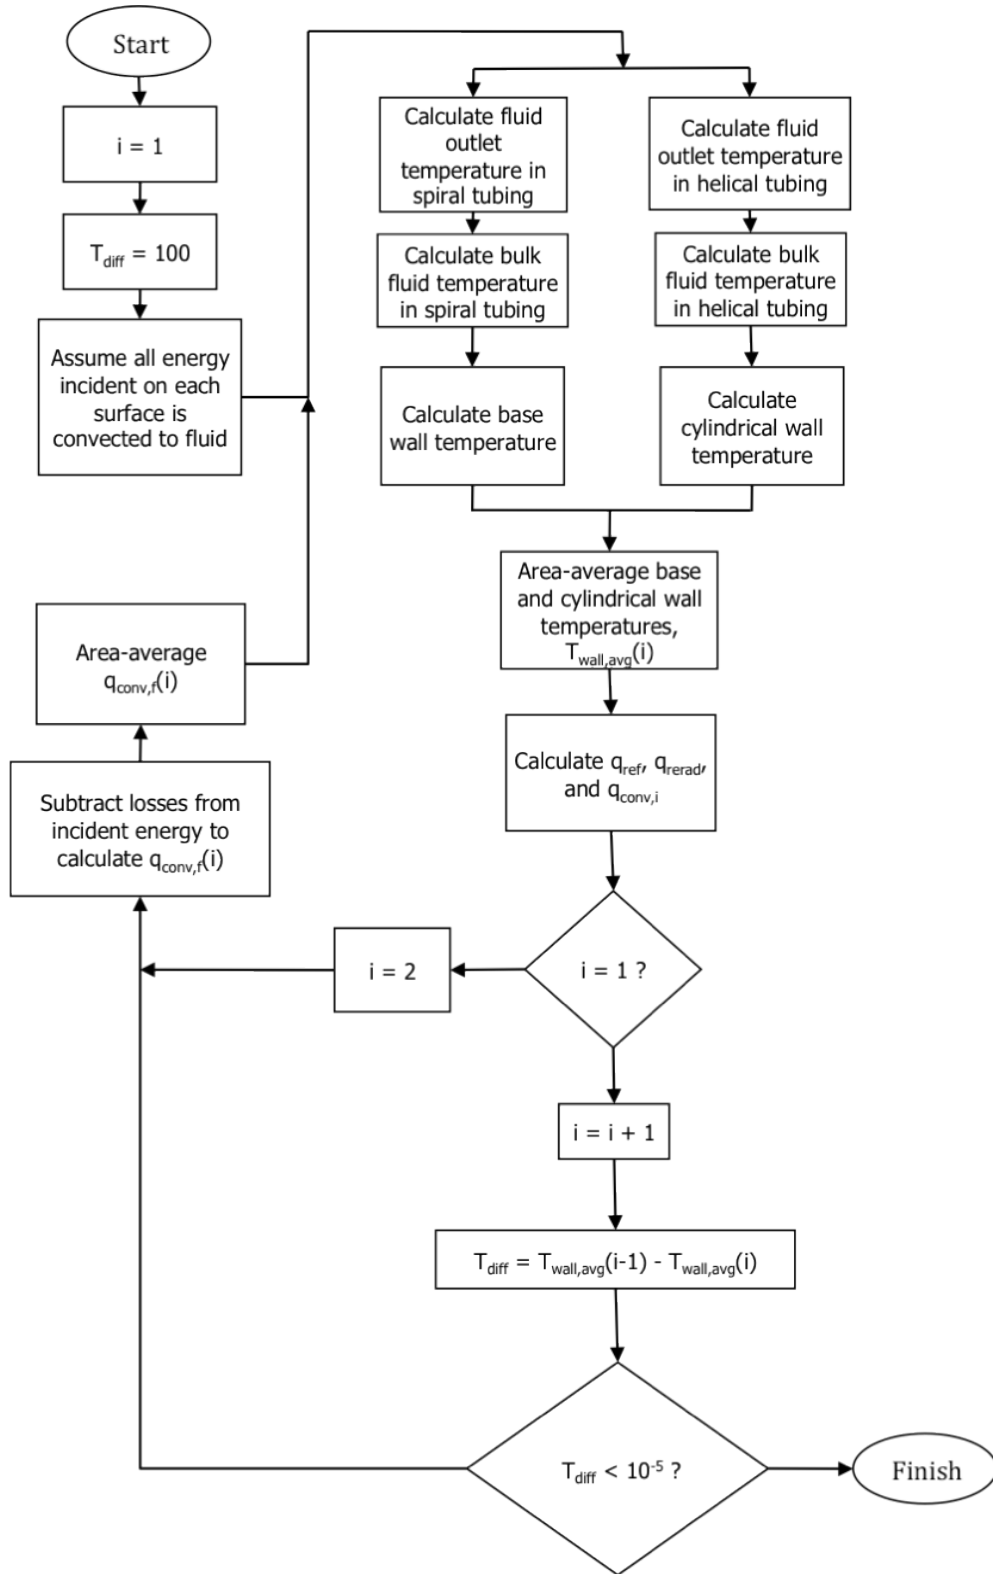 Start
i = 1
T_diff = 100
Assume all energy
incident on each
surface is
convected to fluid
Calculate fluid
outlet
temperature in
spiral tubing
Calculate bulk
fluid temperature
in spiral tubing
Calculate base
wall temperature
Calculate fluid
outlet temperature
in helical tubing
Calculate bulk
fluid temperature
in helical tubing
Calculate
cylindrical wall
temperature
Area-average base
and cylindrical wall
temperatures,
T_wall,avg(i)
Calculate q_ref, q_rerad,
and q_conv,i
i = 1 ?
i = 2
Subtract losses from
incident energy to
calculate q_conv,f(i)
Area-average
q_conv,f(i)
i = i + 1
T_diff = T_wall,avg(i-1) - T_wall,avg(i)
T_diff < 10^-5 ?
Finish